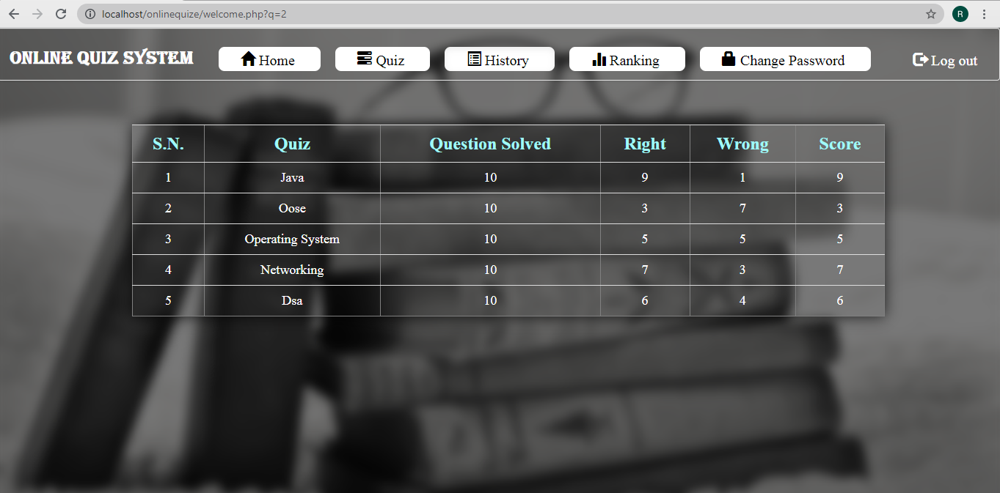 localhost/onlinequize/welcome.php?q=2
R
ONLINE QUIZ SYSTEM Home Quiz History Ranking Change Password Log out
S.N. Quiz Question Solved Right Wrong Score
1 Java 10 9 1 9
2 Oose 10 3 7 3
3 Operating System 10 5 5 5
4 Networking 10 7 3 7
5 Dsa 10 6 4 6